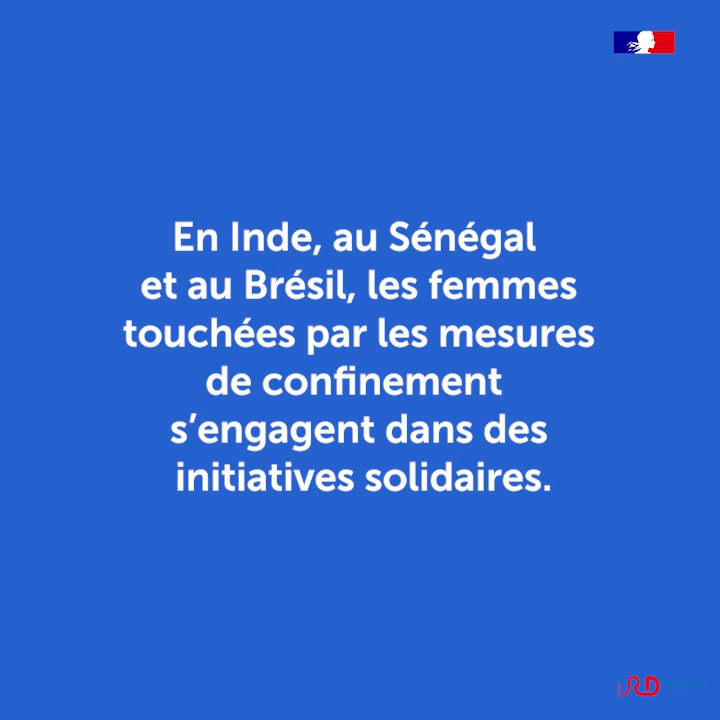 En Inde, au Sénégal
et au Brésil, les femmes
touchées par les mesures
de confinement
s’engagent dans des
initiatives solidaires.
IRD